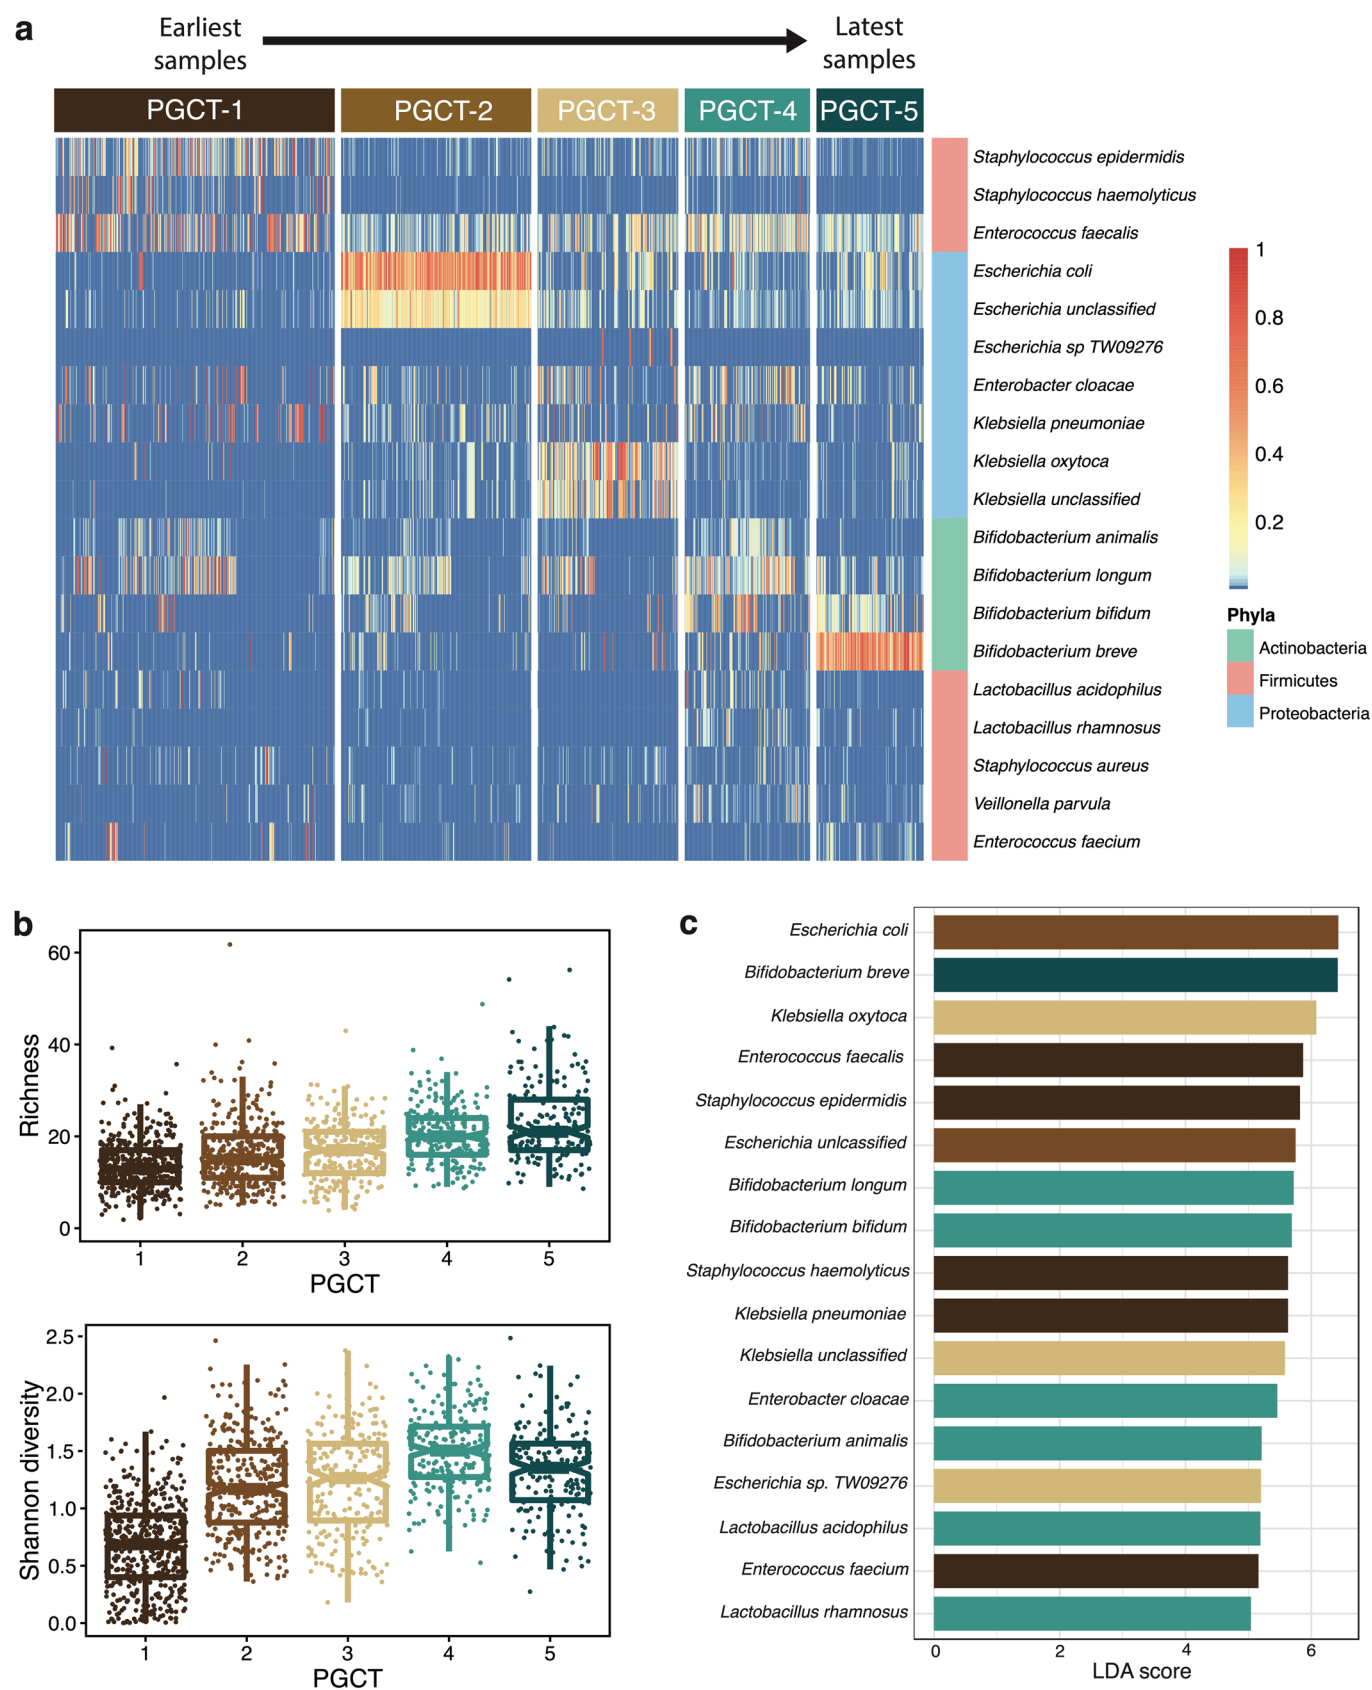 a
Earliest
samples
Latest
samples
PGCT-1
PGCT-2
PGCT-3
PGCT-4
PGCT-5
Staphylococcus epidermidis
Staphylococcus haemolyticus
Enterococcus faecalis
Escherichia coli
Escherichia unclassified
Escherichia sp TW09276
Enterobacter cloacae
Klebsiella pneumoniae
Klebsiella oxytoca
Klebsiella unclassified
Bifidobacterium animalis
Bifidobacterium longum
Bifidobacterium bifidum
Bifidobacterium breve
Lactobacillus acidophilus
Lactobacillus rhamnosus
Staphylococcus aureus
Veillonella parvula
Enterococcus faecium
1
0.8
0.6
0.4
0.2
Phyla
Actinobacteria
Firmicutes
Proteobacteria
b
Richness
60
40
20
0
1
2
3
4
5
PGCT
Shannon diversity
2.5
2.0
1.5
1.0
0.5
0.0
1
2
3
4
5
PGCT
c
Escherichia coli
Bifidobacterium breve
Klebsiella oxytoca
Enterococcus faecalis
Staphylococcus epidermidis
Escherichia unlcassified
Bifidobacterium longum
Bifidobacterium bifidum
Staphylococcus haemolyticus
Klebsiella pneumoniae
Klebsiella unclassified
Enterobacter cloacae
Bifidobacterium animalis
Escherichia sp. TW09276
Lactobacillus acidophilus
Enterococcus faecium
Lactobacillus rhamnosus
0
2
4
6
LDA score